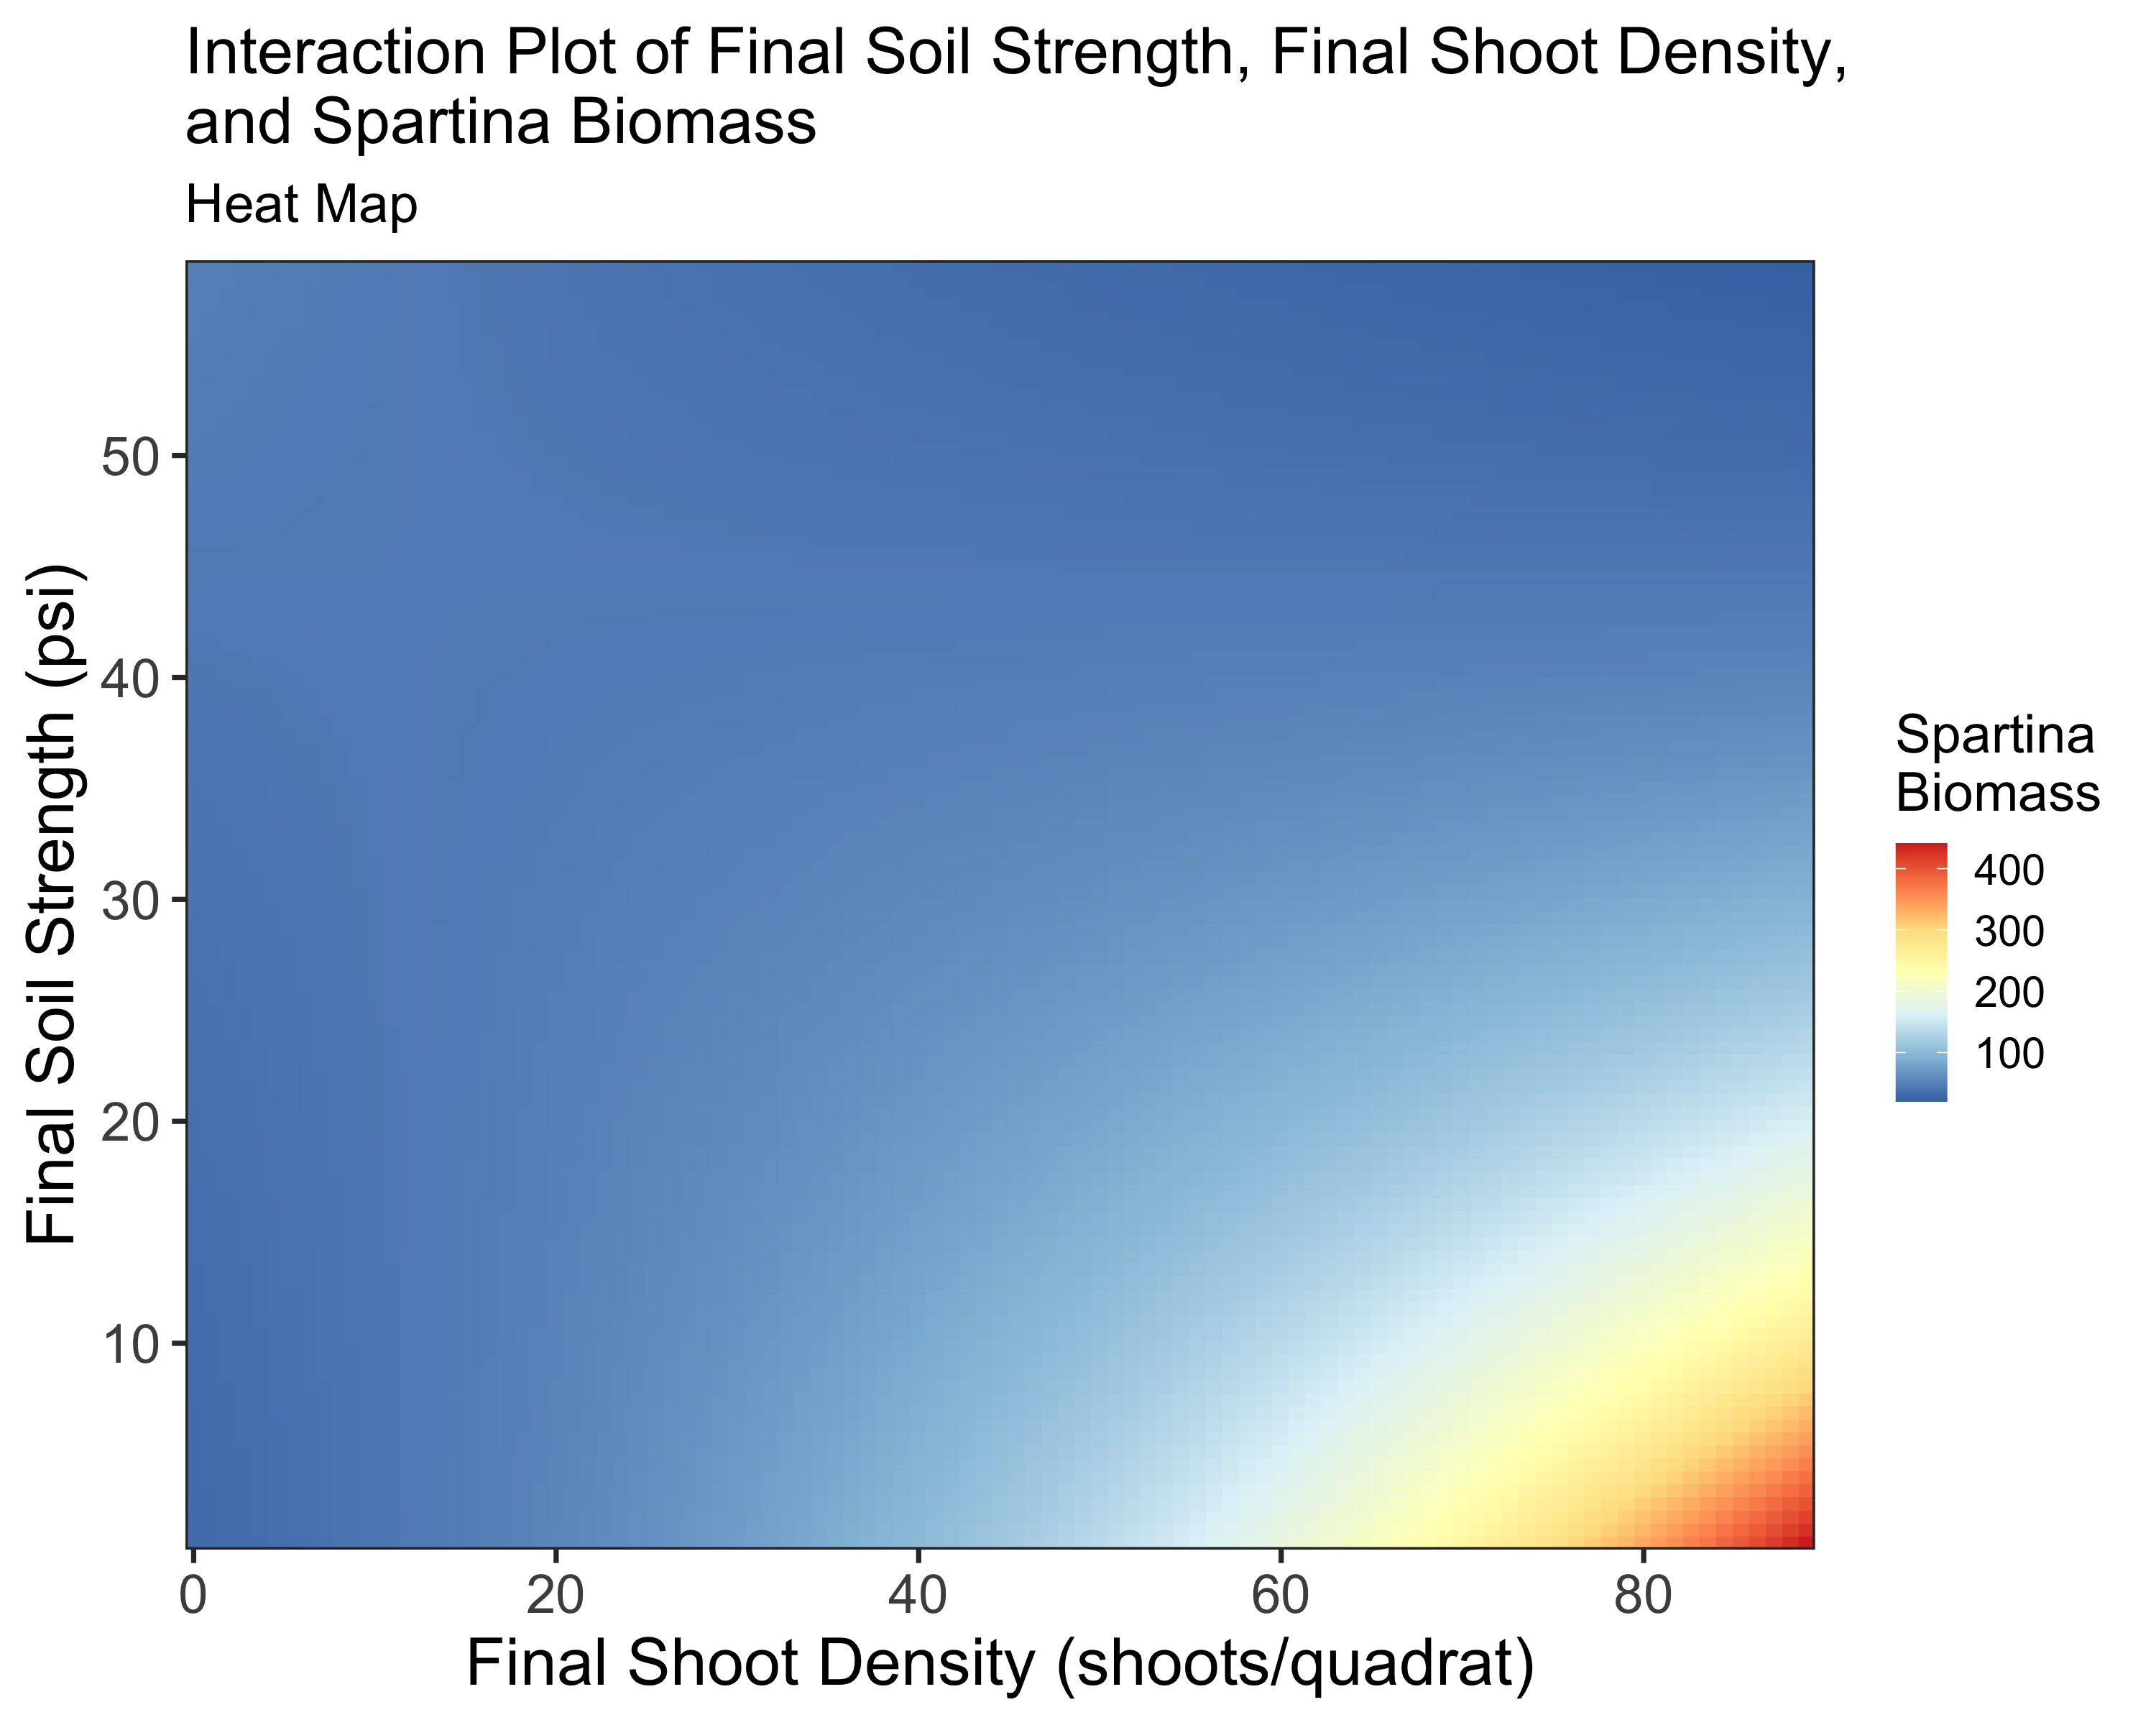 Interaction Plot of Final Soil Strength, Final Shoot Density,
and Spartina Biomass
Heat Map
Final Soil Strength (psi)
50
40
30
20
10
0
20
40
60
80
Final Shoot Density (shoots/quadrat)
Spartina
Biomass
400
300
200
100